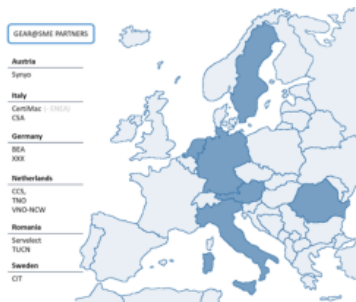 GEAR@SME PARTNERS
Austria
Synyo
Italy
CertiMac (- ENEA)
CSA
Germany
BEA
XXX
Netherlands
CCS,
TNO
VNO-NCW
Romania
Servelect
TUCN
Sweden
CIT